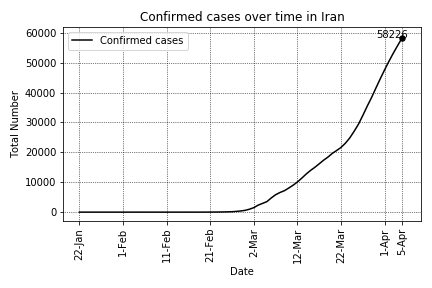 Confirmed cases over time in Iran
58226
60000
Confirmed cases
50000
40000
30000
20000
10000
0
Total Number
22-Jan
1-Feb
11-Feb
21-Feb
2-Mar
12-Mar
22-Mar
1-Apr
5-Apr
Date